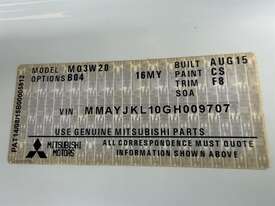 MODEL MQ3W20 16MY BUILT AUG15
OPTIONS B04 PAINT CS
TRIM F8
SOA
VIN MMAYJKL10GH009707
USE GENUINE MITSUBISHI PARTS
MITSUBISHI MOTORS
ALL CORRESPONDENCE MUST QUOTE
INFORMATION SHOWN ABOVE